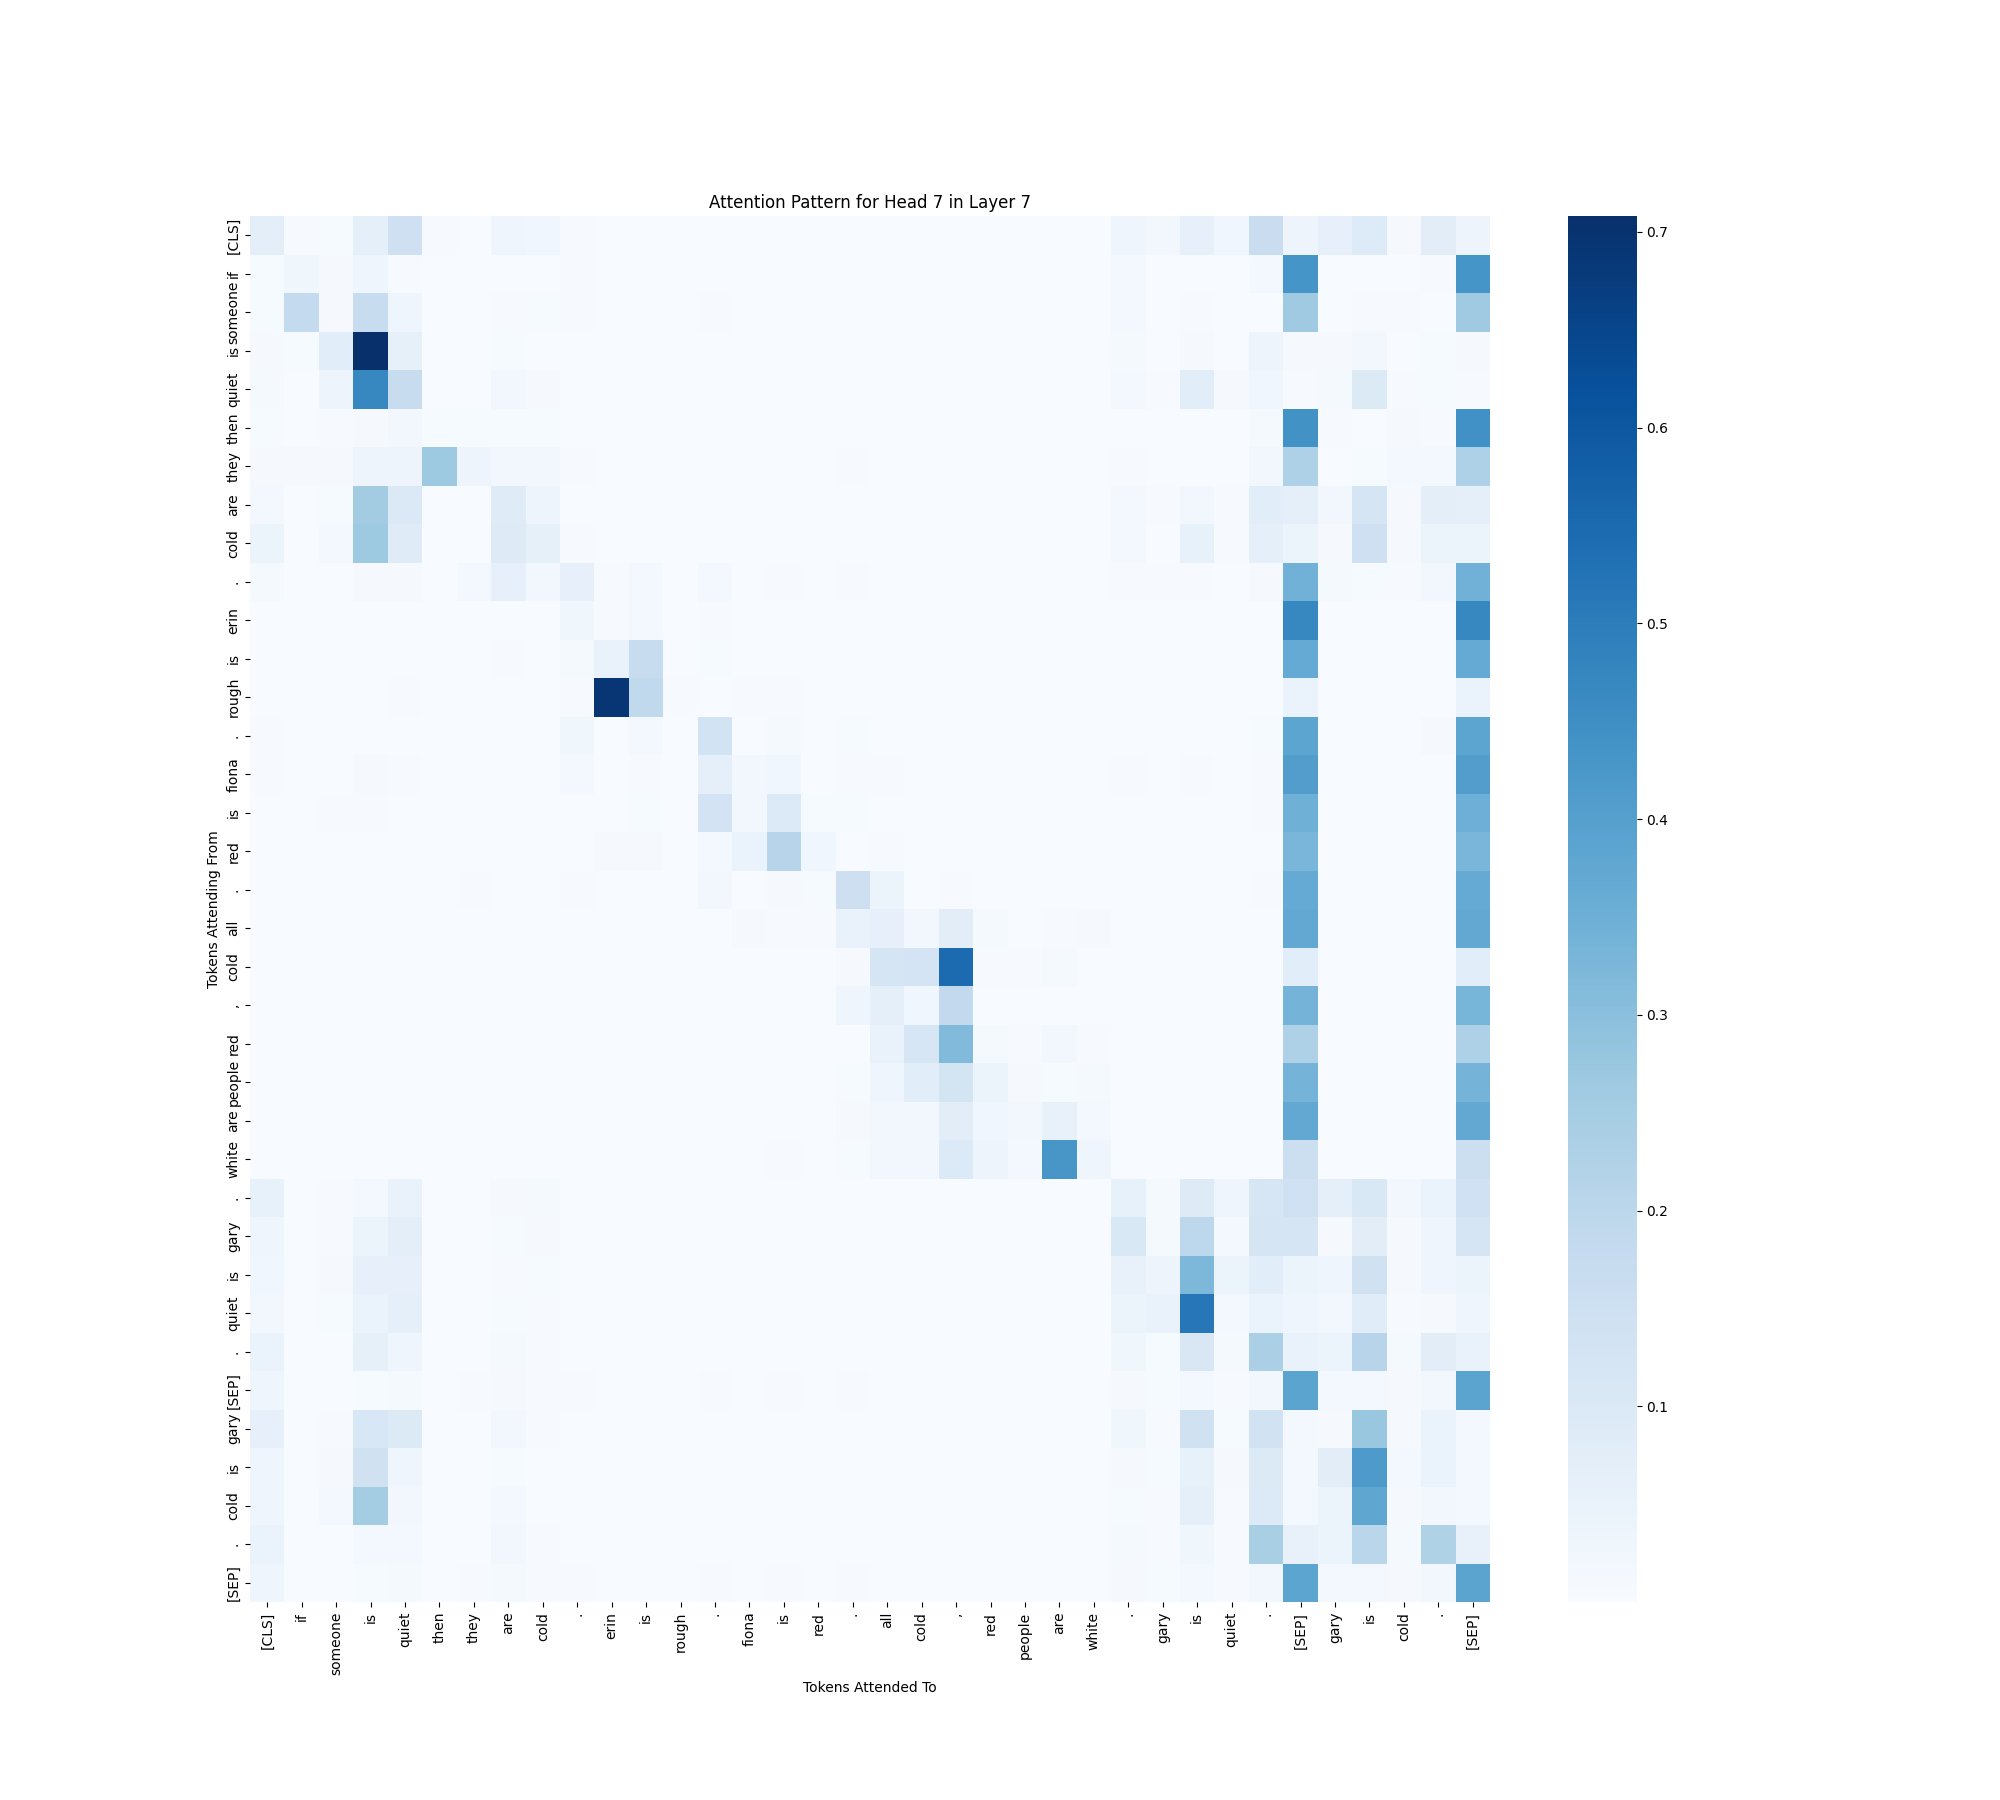 Attention Pattern for Head 7 in Layer 7
Tokens Attending From
[CLS]
if
someone
is
quiet
then
they
are
cold
.
erin
is
rough
.
fiona
is
red
.
all
cold
,
red
people
are
white
.
gary
is
quiet
.
[SEP]
gary
is
cold
.
[SEP]
[CLS] if someone is quiet then they are cold . erin is rough . fiona is red . all cold , red people are white . gary is quiet . [SEP] gary is cold . [SEP]
Tokens Attended To
0.7
0.6
0.5
0.4
0.3
0.2
0.1